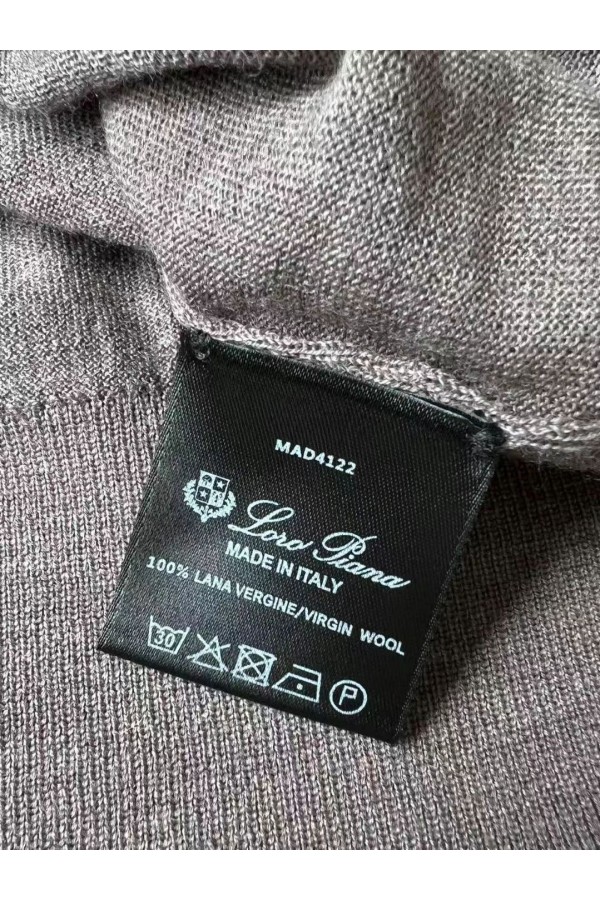 MAD4122
Loro Piana
MADE IN ITALY
100% LANA VERGINE/VIRGIN WOOL
30
P